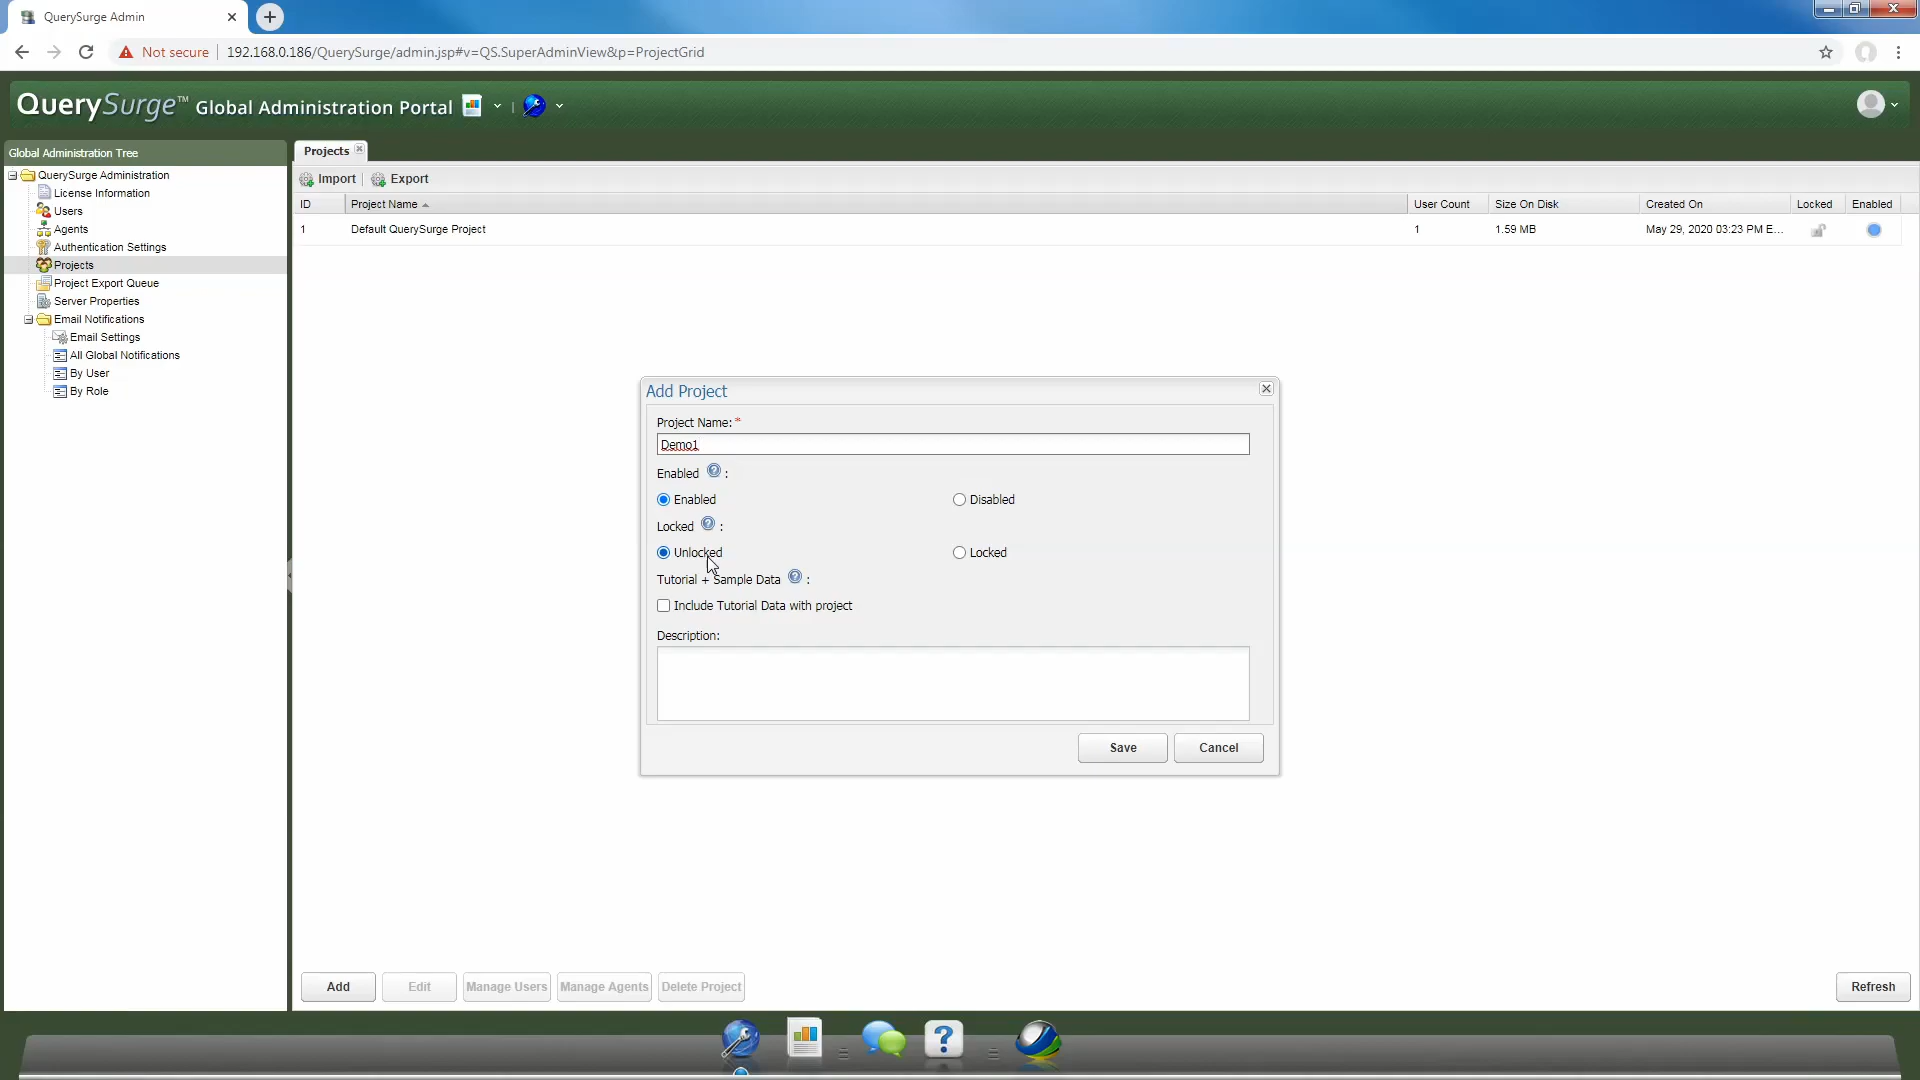 QuerySurge Admin
Not secure
192.168.0.186/QuerySurge/admin.jsp#v=QS.SuperAdminView&p=ProjectGrid
QuerySurge™ Global Administration Portal
Global Administration Tree
QuerySurge Administration
License Information
Users
Agents
Authentication Settings
Projects
Project Export Queue
Server Properties
Email Notifications
Email Settings
All Global Notifications
By User
By Role
Projects
Import
Export
ID
Project Name
User Count
Size On Disk
Created On
Locked
Enabled
1
Default QuerySurge Project
1
1.59 MB
May 29, 2020 03:23 PM E...
Add Project
Project Name: *
Demo1
Enabled ? :
Enabled
Disabled
Locked ? :
Unlocked
Locked
Tutorial + Sample Data ? :
Include Tutorial Data with project
Description:
Save
Cancel
Add
Edit
Manage Users
Manage Agents
Delete Project
Refresh
?